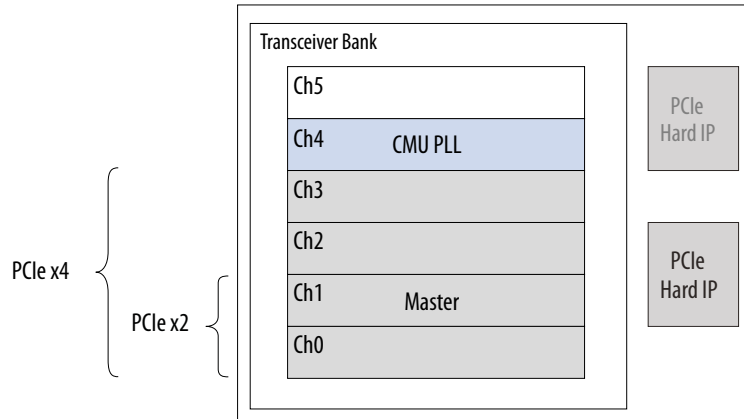 Transceiver Bank
Ch5
PCIe
Hard IP
Ch4 CMU PLL
Ch3
Ch2
PCIe x4
PCIe
Hard IP
Ch1 Master
PCIe x2
Ch0